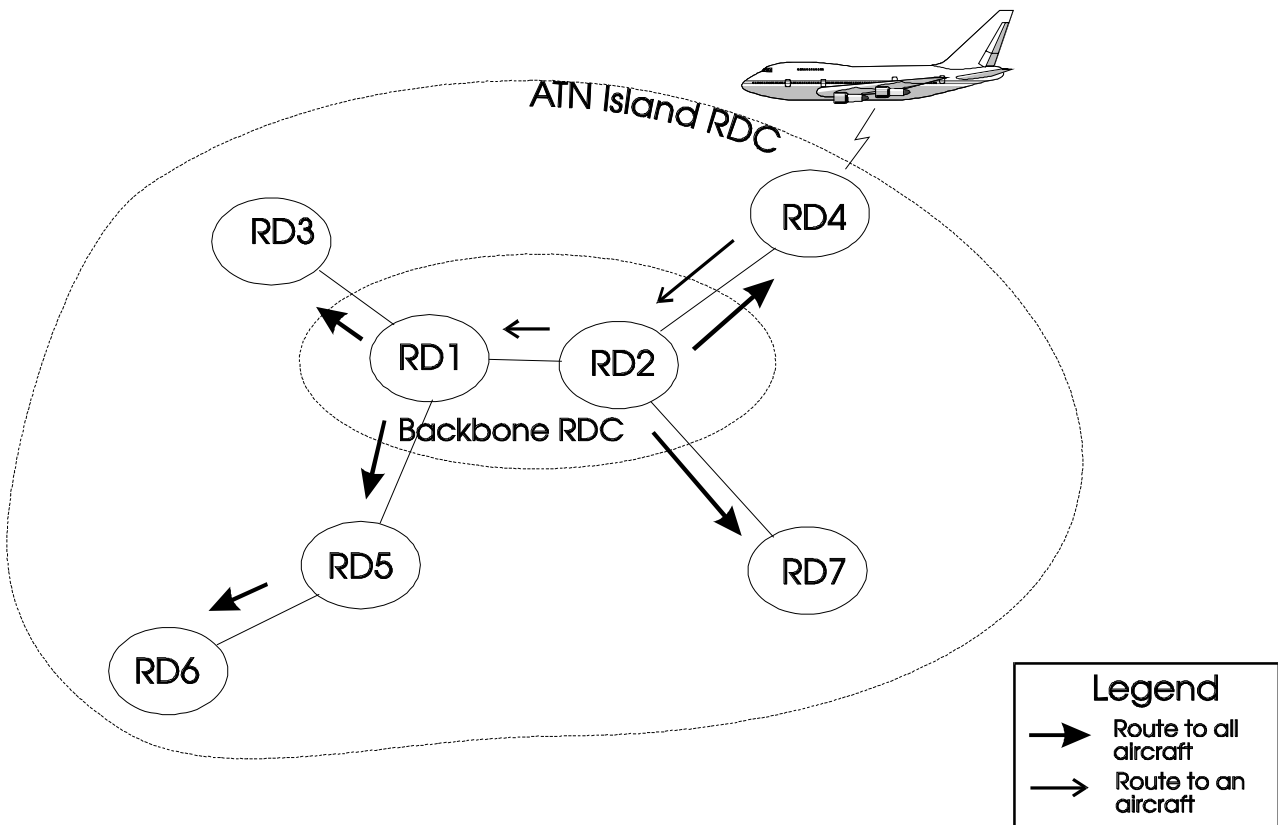 ATN Island RDC
RD4
RD3
RD1
RD2
Backbone RDC
RD5
RD7
RD6
Legend
Route to all
aircraft
Route to an
aircraft